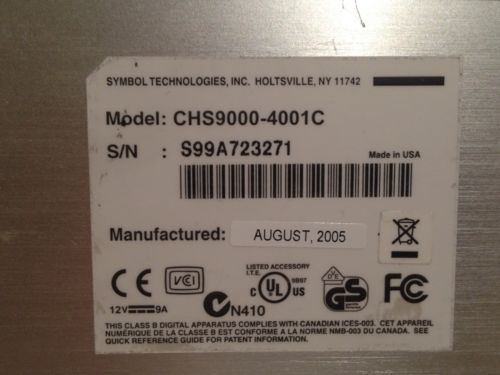 SYMBOL TECHNOLOGIES, INC. HOLTSVILLE, NY 11742
Model: CHS9000-4001C
S/N : S99A723271
Made in USA
Manufactured: AUGUST, 2005
CE VCI LISTED ACCESSORY I.T.E. 9B97 C UL US GS FC
12V 9A N410
THIS CLASS B DIGITAL APPARATUS COMPLIES WITH CANADIAN ICES-003. CET APPAREIL
NUMÉRIQUE DE LA CLASSE B EST CONFORME A LA NORME NMB-003 DU CANADA. SEE
QUICK REFERENCE GUIDE FOR PATENT INFORMATION.